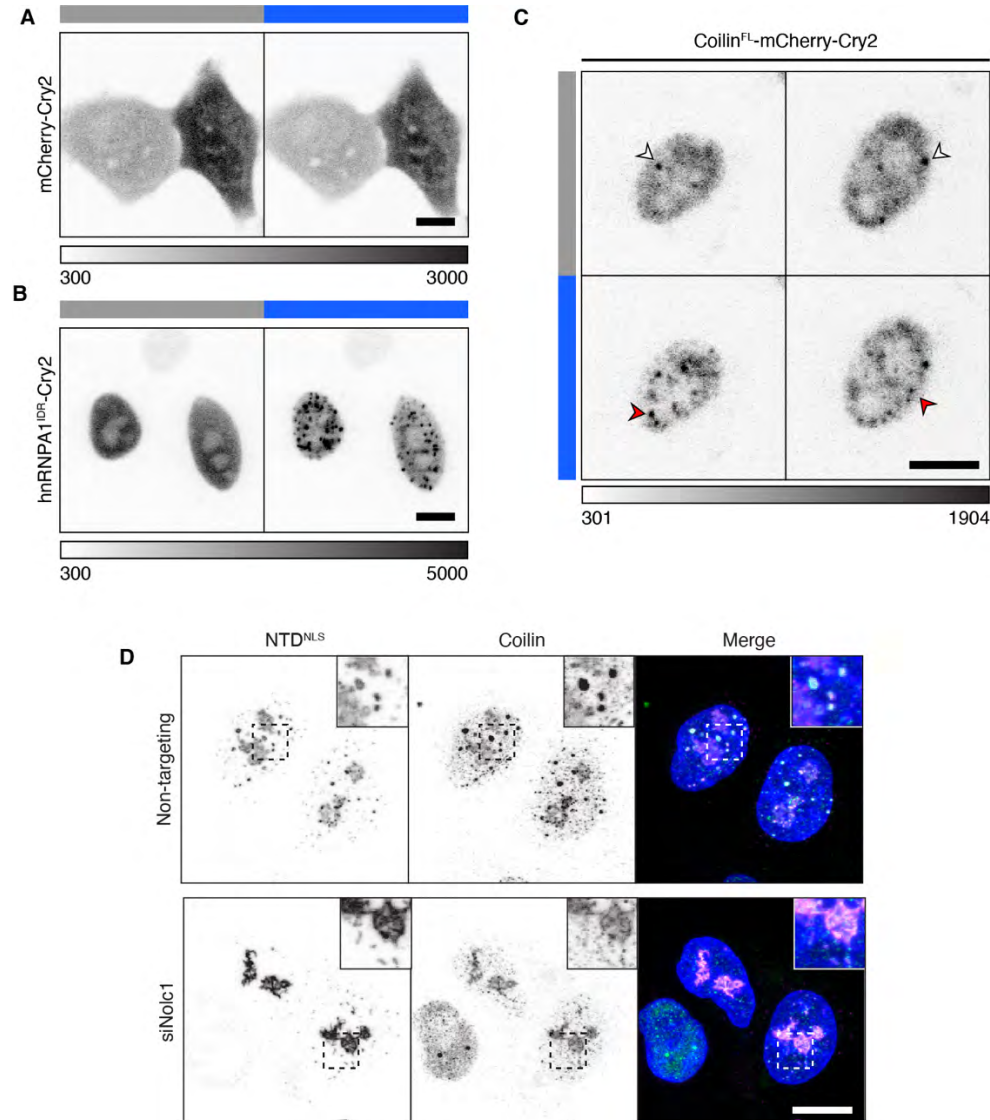 A
mCherry-Cry2
300 3000
B
hnRNPA1IDR-Cry2
300 5000
C
CoilinFL-mCherry-Cry2
301 1904
D
NTDNLS Coilin Merge
Non-targeting
siNolc1